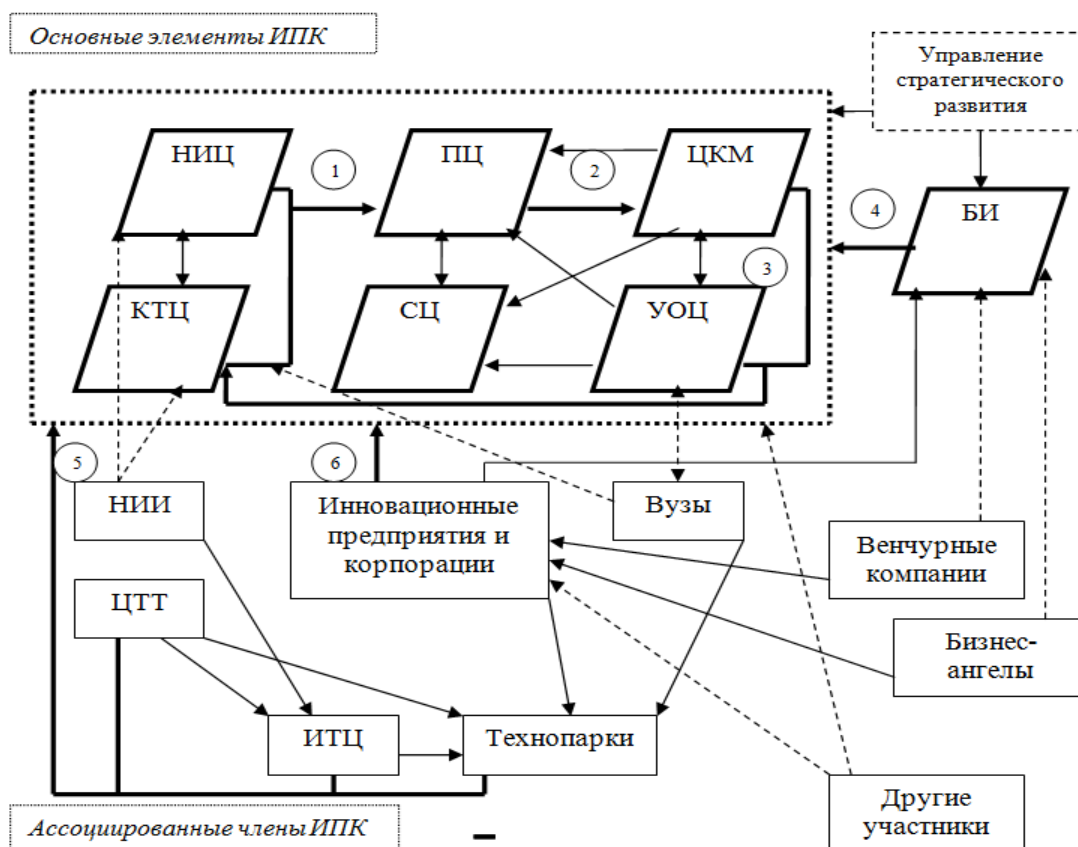 Основные элементы ИПК
Управление
стратегического
развития
НИЦ
1
ПЦ
2
ЦКМ
4
БИ
КТЦ
СЦ
УОЦ
3
5
НИИ
6
Инновационные
предприятия и
корпорации
Вузы
Венчурные
компании
ЦТТ
Бизнес-
ангелы
ИТЦ
Технопарки
Другие
участники
Ассоциированные члены ИПК